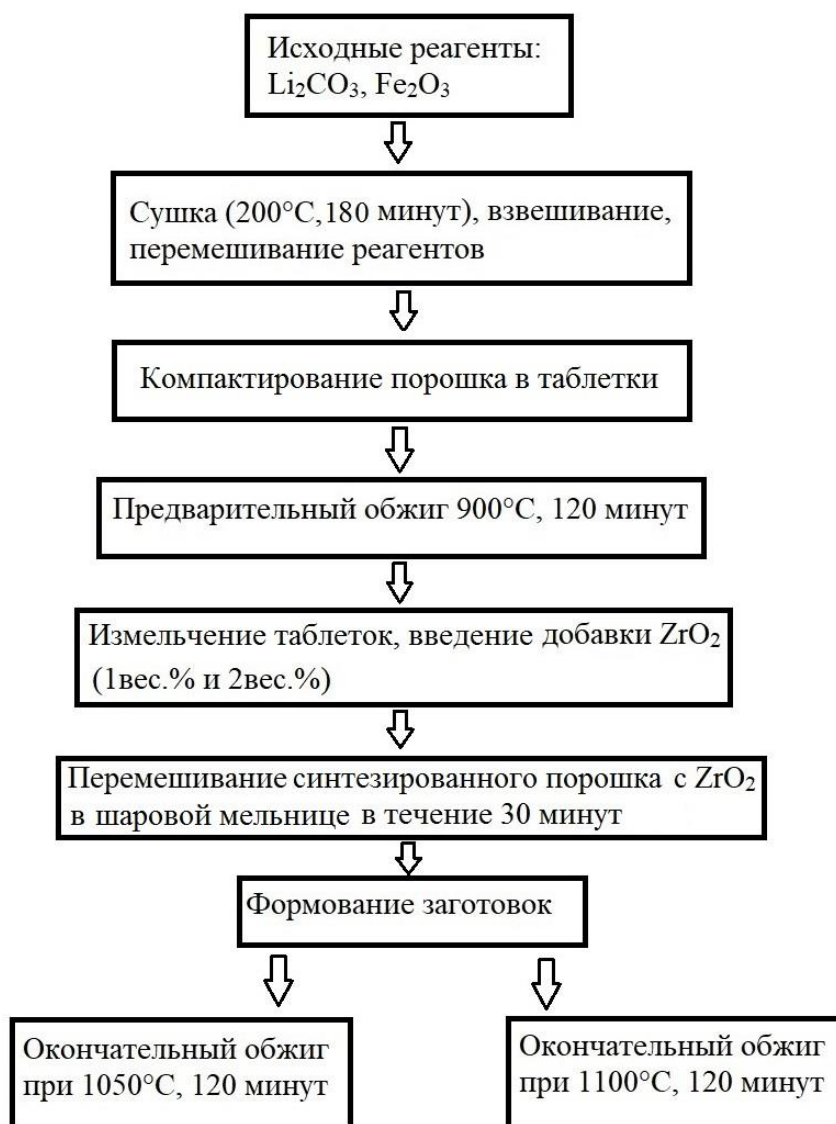 Исходные реагенты:
Li₂CO₃, Fe₂O₃
Сушка (200°C,180 минут), взвешивание,
перемешивание реагентов
Компактирование порошка в таблетки
Предварительный обжиг 900°C, 120 минут
Измельчение таблеток, введение добавки ZrO₂
(1вес.% и 2вес.%)
Перемешивание синтезированного порошка с ZrO₂
в шаровой мельнице в течение 30 минут
Формование заготовок
Окончательный обжиг
при 1050°C, 120 минут
Окончательный обжиг
при 1100°C, 120 минут